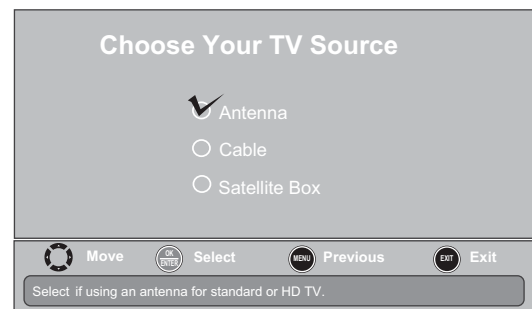 Choose Your TV Source
Antenna
Cable
Satellite Box
Move OK ENTER Select MENU Previous EXIT Exit
Select if using an antenna for standard or HD TV.